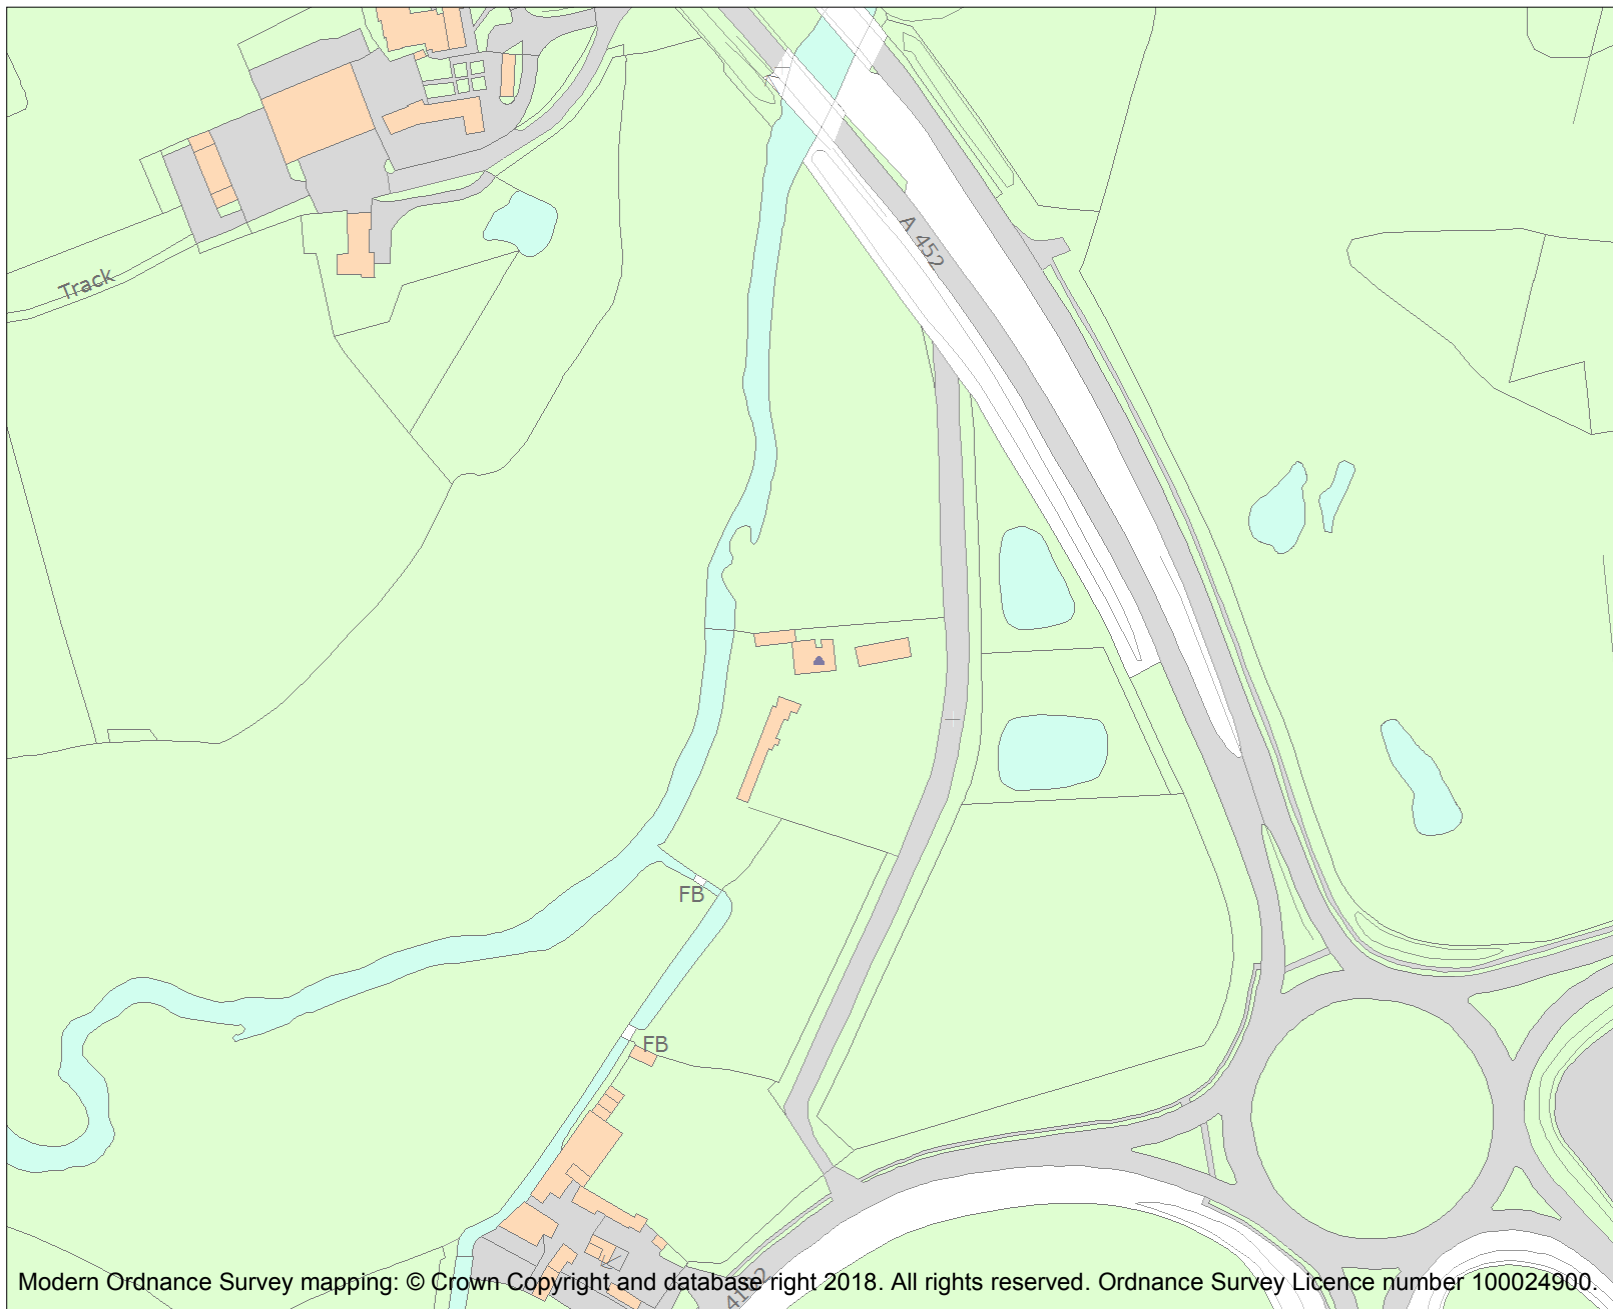 A 452
Track
FB
FB
Modern Ordnance Survey mapping: © Crown Copyright and database right 2018. All rights reserved. Ordnance Survey Licence number 100024900.